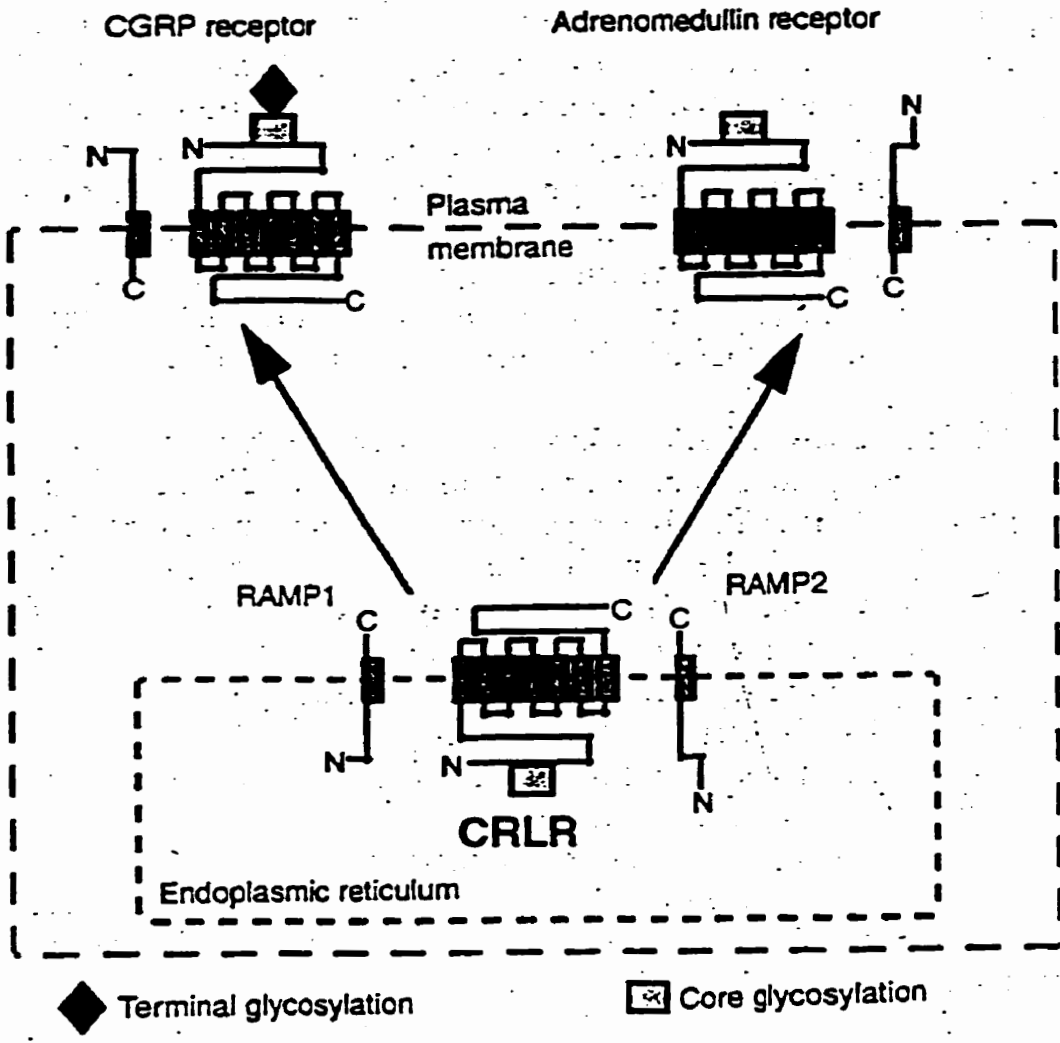 CGRP receptor
Adrenomedullin receptor
N
N
N
N
Plasma
membrane
C
C
C
C
RAMP1
RAMP2
C
C
C
N
N
N
CRLR
Endoplasmic reticulum
Terminal glycosylation
Core glycosylation